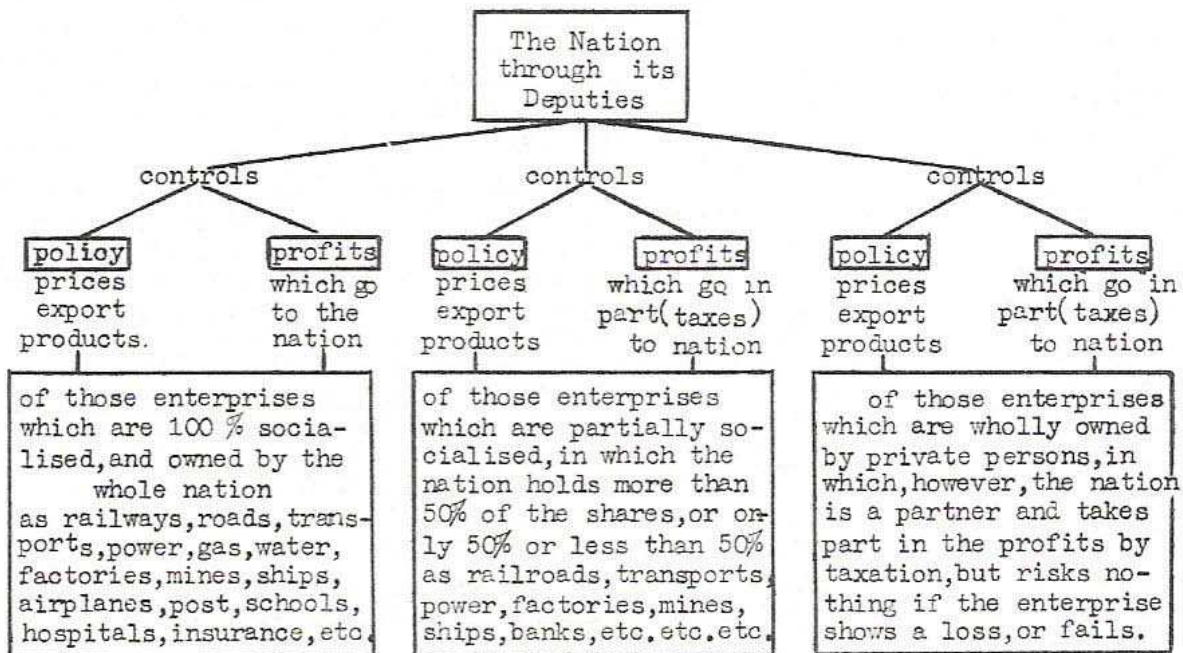 The Nation
through its
Deputies
controls
controls
controls
policy
prices
export
products.
profits
which go
to the
nation
policy
prices
export
products
profits
which go in
part(taxes)
to nation
policy
prices
export
products
profits
which go in
part(taxes)
to nation
of those enterprises
which are 100 % socia-
lised,and owned by the
whole nation
as railways,roads,trans-
ports,power,gas,water,
factories,mines,ships,
airplanes,post,schools,
hospitals,insurance,etc.
of those enterprises
which are partially so-
cialised,in which the
nation holds more than
50% of the shares,or on-
ly 50% or less than 50%
as railroads,transports,
power,factories,mines,
ships,banks,etc.etc.etc.
of those enterprises
which are wholly owned
by private persons,in
which,however,the nation
is a partner and takes
part in the profits by
taxation,but risks no-
thing if the enterprise
shows a loss,or fails.